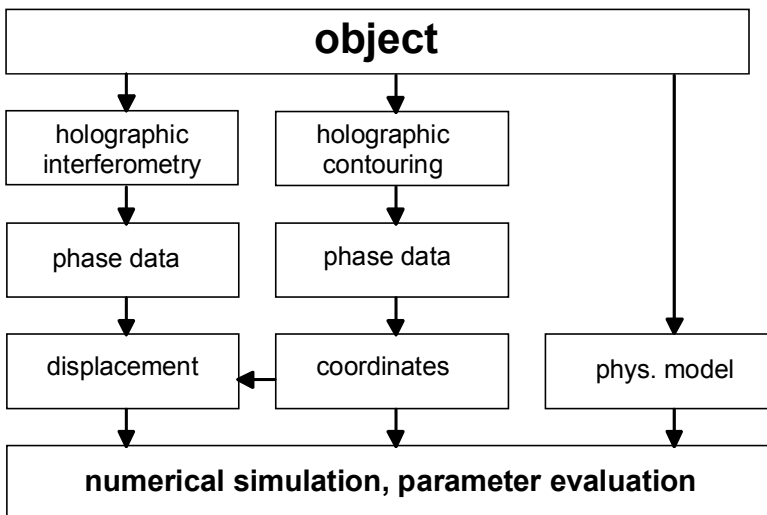 object
holographic
interferometry
holographic
contouring
phase data
phase data
displacement
coordinates
phys. model
numerical simulation, parameter evaluation